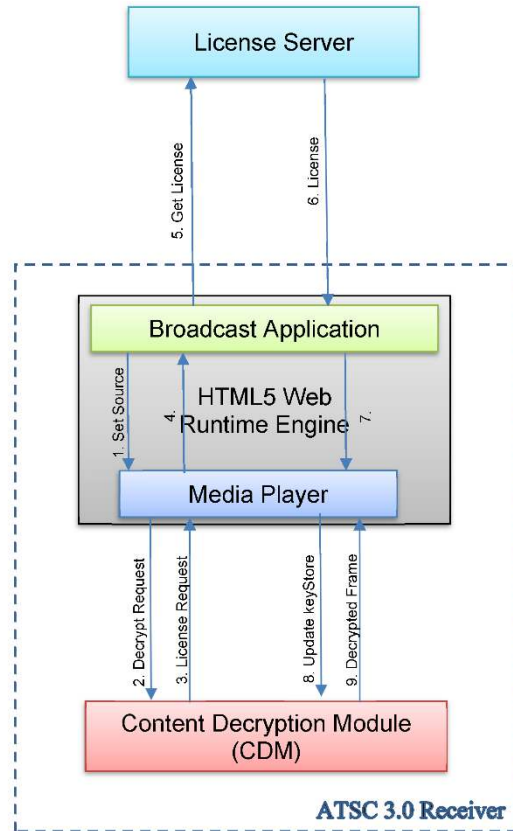 License Server
5. Get License
6. License
Broadcast Application
1. Set Source
4.
HTML5 Web
Runtime Engine
7.
Media Player
2. Decrypt Request
3. License Request
8. Update keyStore
9. Decrypted Frame
Content Decryption Module
(CDM)
ATSC 3.0 Receiver